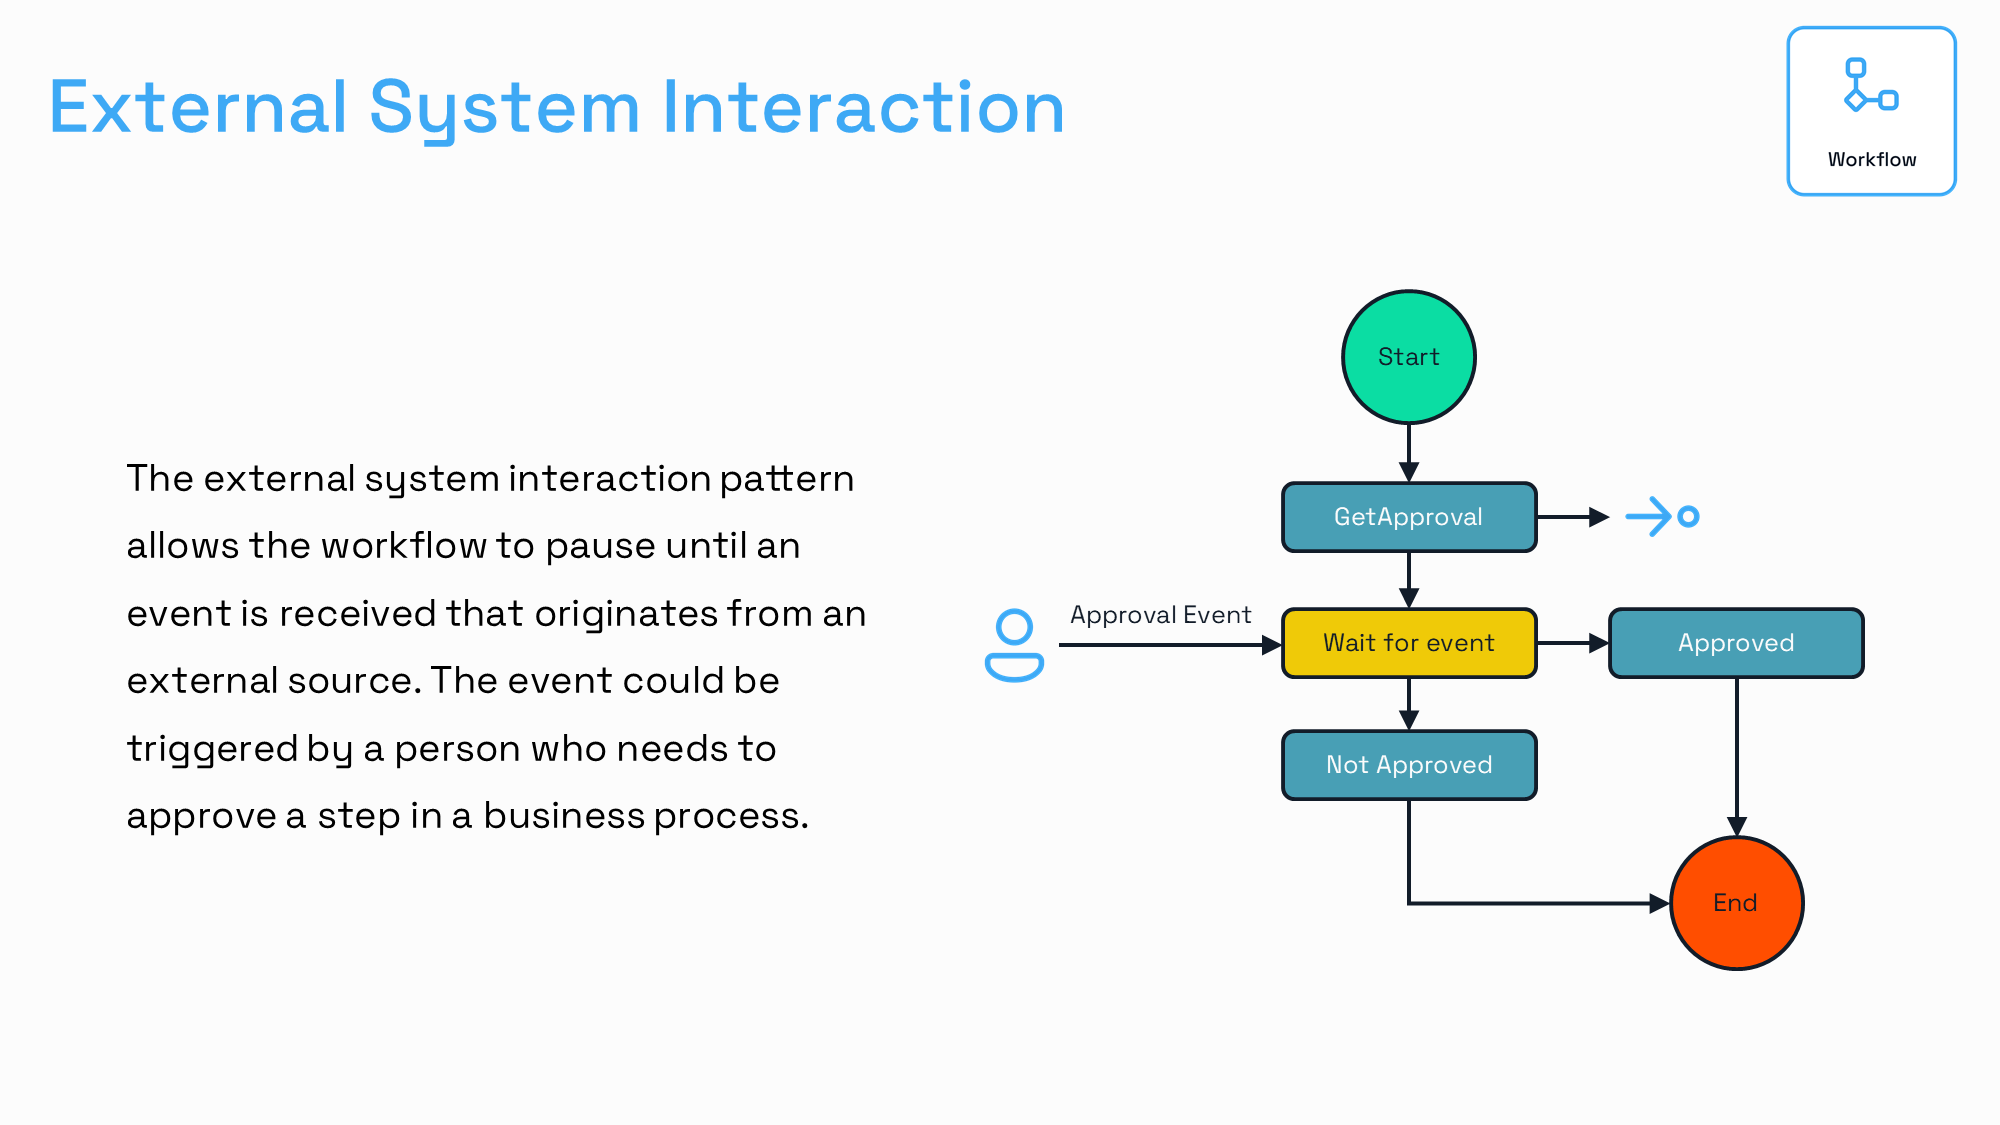 External System Interaction
Workflow
The external system interaction pattern
allows the workflow to pause until an
event is received that originates from an
external source. The event could be
triggered by a person who needs to
approve a step in a business process.
Start
GetApproval
Approval Event
Wait for event
Approved
Not Approved
End